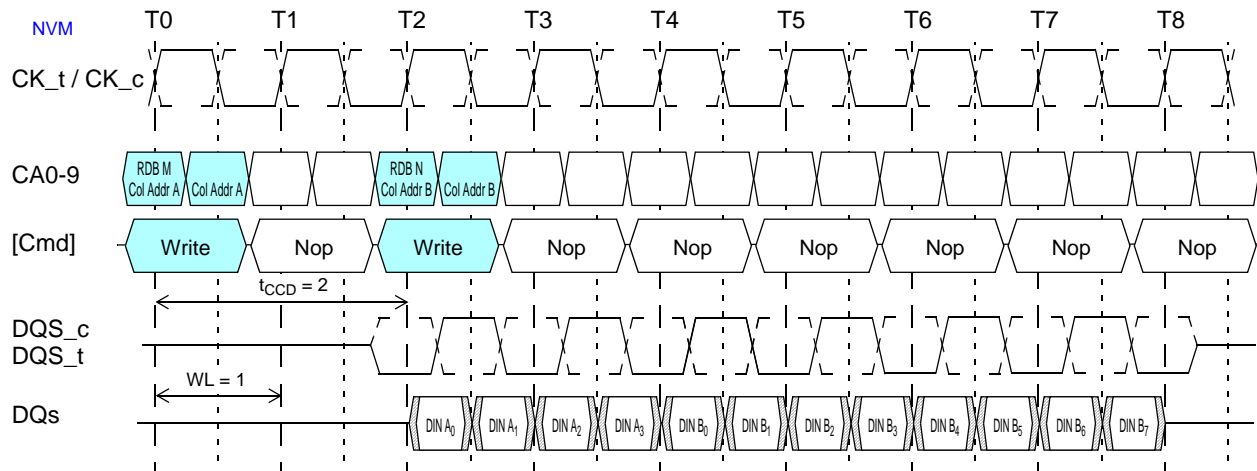 NVM
T0 T1 T2 T3 T4 T5 T6 T7 T8
CK_t / CK_c
CA0-9
RDB M
Col Addr A
Col Addr A
RDB N
Col Addr B
Col Addr B
[Cmd]
Write Nop Write Nop Nop Nop Nop Nop Nop
tCCD = 2
DQS_c
DQS_t
WL = 1
DQs
DIN A0 DIN A1 DIN A2 DIN A3 DIN B0 DIN B1 DIN B2 DIN B3 DIN B4 DIN B5 DIN B6 DIN B7